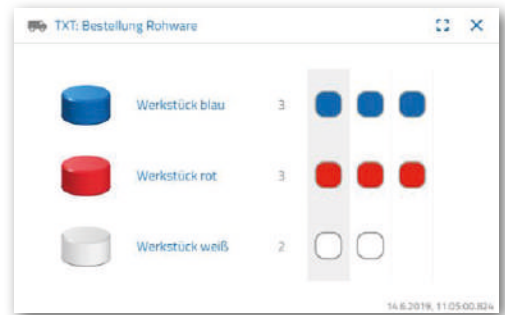 TXT: Bestellung Rohware
Werkstück blau 3
Werkstück rot 3
Werkstück weiß 2
14.6.2019, 11:05:00.824